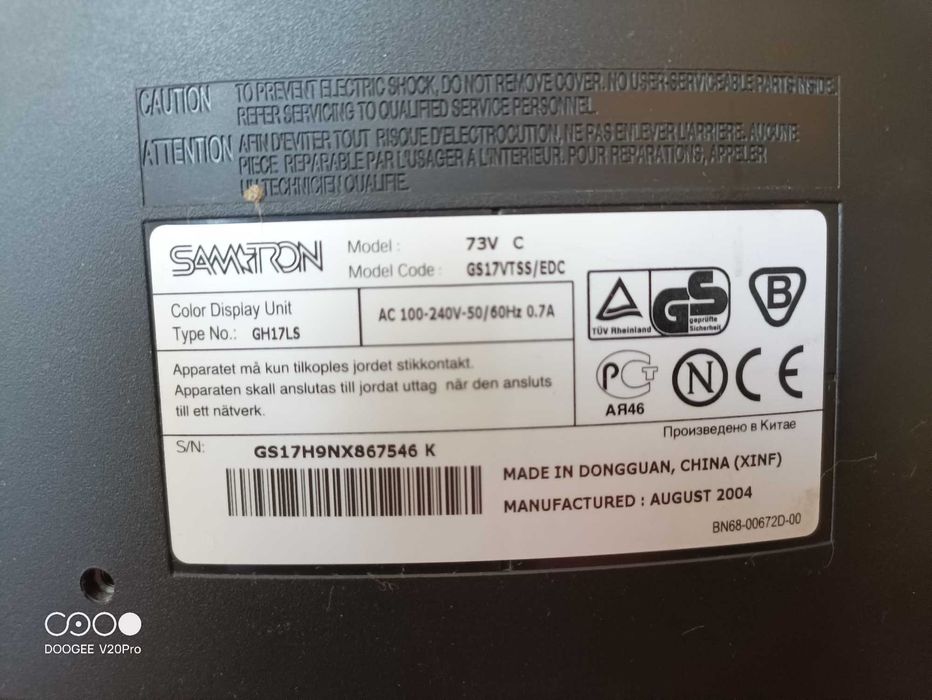 CAUTION
TO PREVENT ELECTRIC SHOCK, DO NOT REMOVE COVER. NO USER-SERVICEABLE PARTS INSIDE.
REFER SERVICING TO QUALIFIED SERVICE PERSONNEL.
ATTENTION
AFIN D'EVITER TOUT RISQUE D'ELECTROCUTION. NE PAS ENLEVER L'ARRIERE. AUCUNE
PIECE REPARABLE PAR L'USAGER A L'INTERIEUR. POUR REPARATIONS, APPELER
UN TECHNICIEN QUALIFIE.
SAMTRON
Model : 73V C
Model Code : GS17VTSS/EDC
Color Display Unit
Type No.: GH17LS
AC 100-240V-50/60Hz 0.7A
TÜV Rheinland
GS
geprüfte
Sicherheit
B
Apparatet må kun tilkoples jordet stikkontakt.
Apparaten skall anslutas till jordat uttag när den ansluts
till ett nätverk.
РСТ
АЯ46
N
CE
Произведено в Китае
S/N: GS17H9NX867546 K
MADE IN DONGGUAN, CHINA (XINF)
MANUFACTURED : AUGUST 2004
BN68-00672D-00
DOOGEE V20Pro